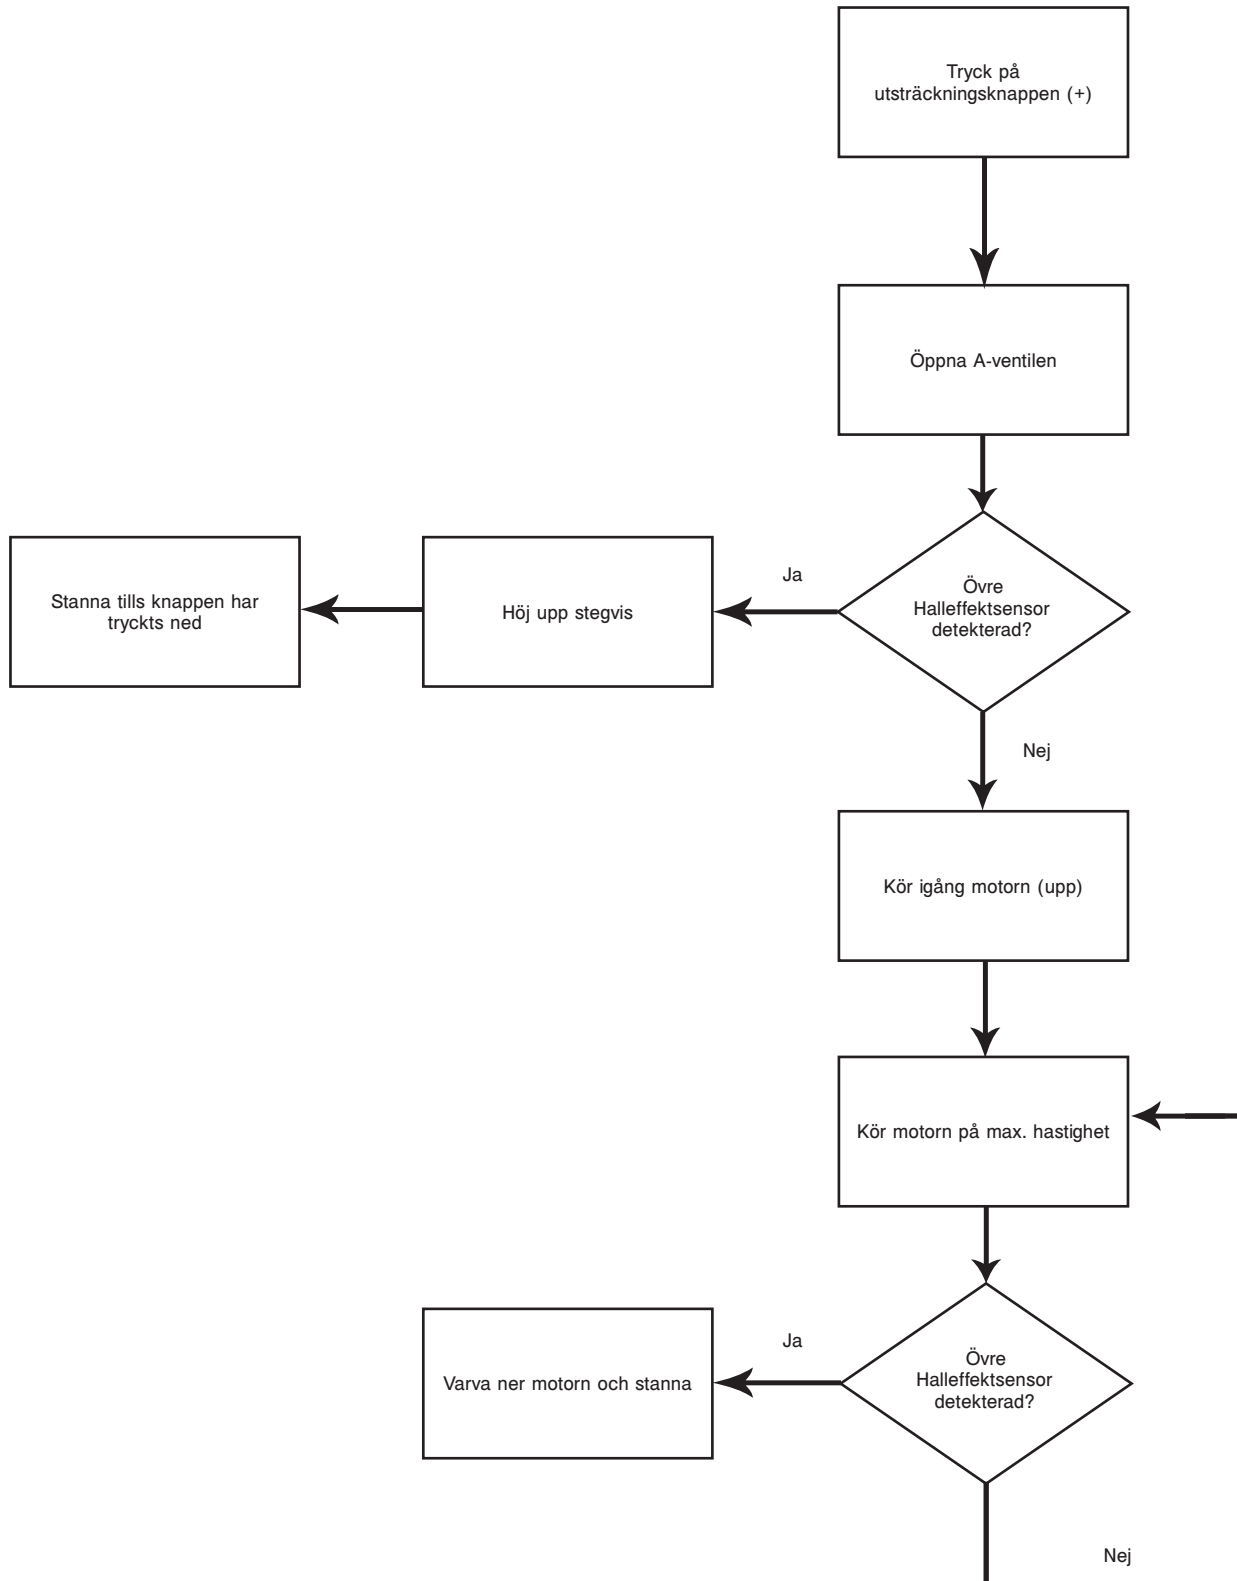 Tryck på
utsträckningsknappen (+)
Öppna A-ventilen
Övre
Halleffektsensor
detekterad?
Ja
Höj upp stegvis
Stanna tills knappen har
tryckts ned
Nej
Kör igång motorn (upp)
Kör motorn på max. hastighet
Övre
Halleffektsensor
detekterad?
Ja
Varva ner motorn och stanna
Nej